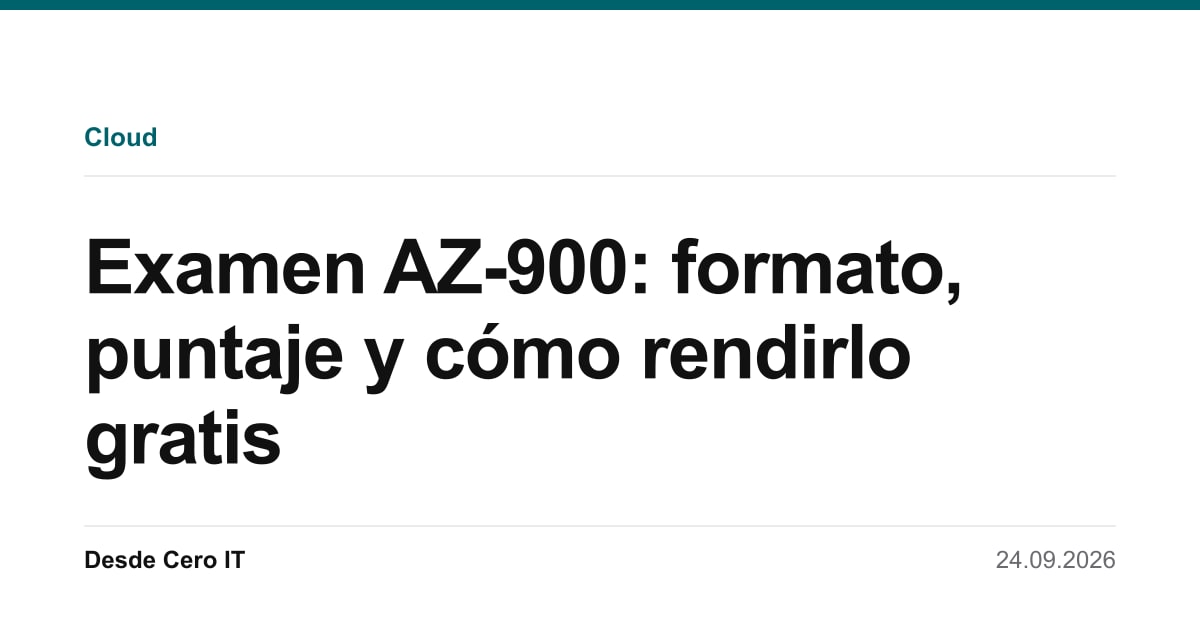 Cloud
Examen AZ-900: formato,
puntaje y cómo rendirlo
gratis
Desde Cero IT
24.09.2026